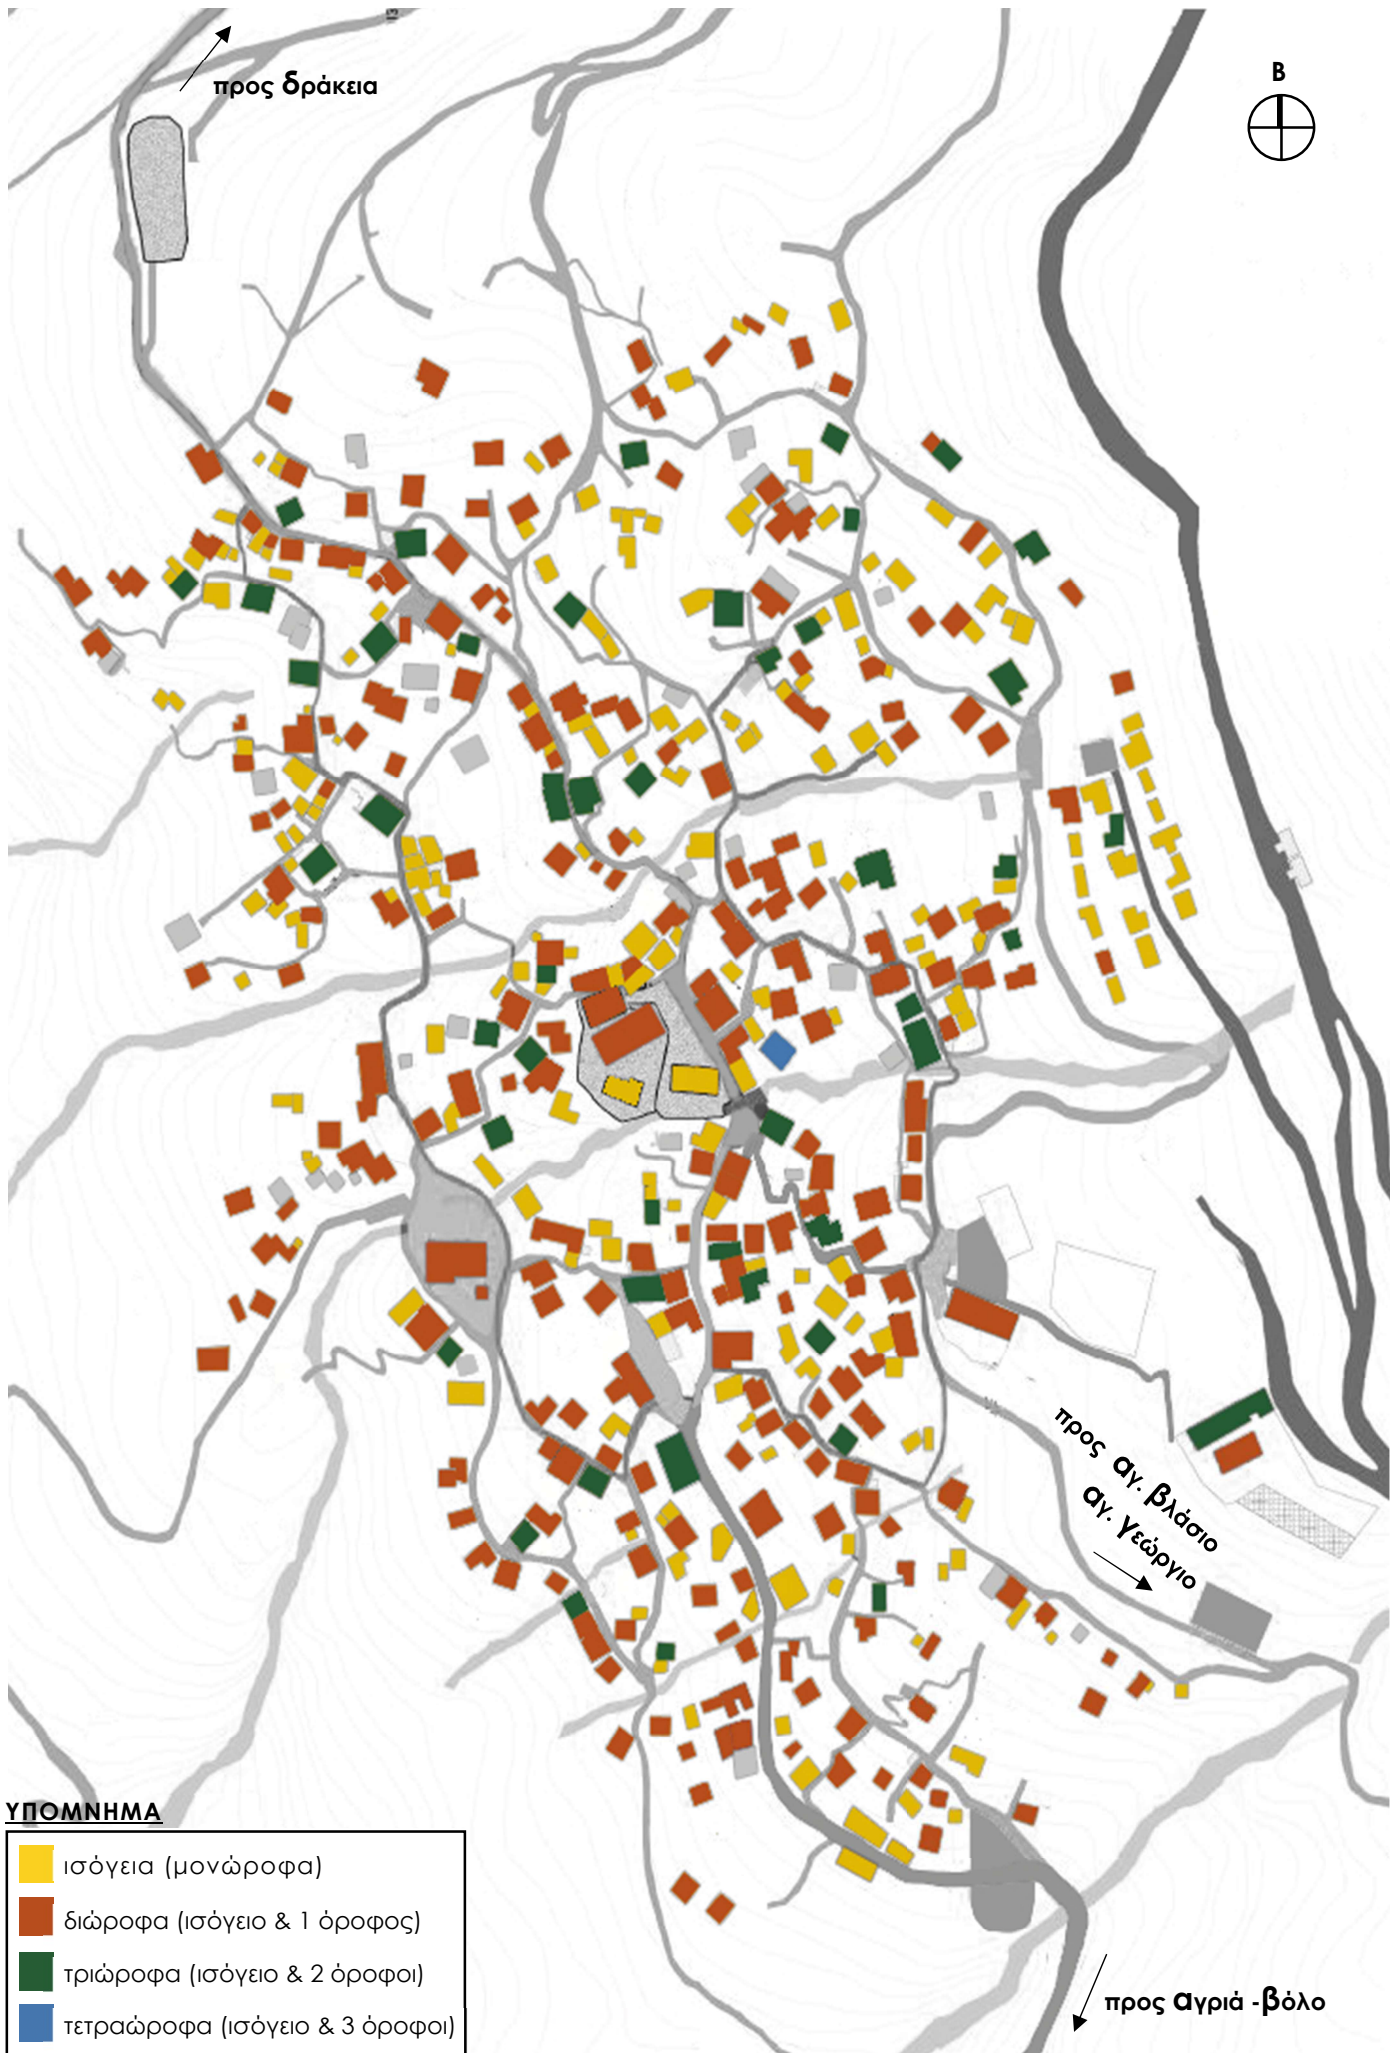 προς δράκεια
Β
προς αγ. βλάσιο
αγ. γεώργιο
ΥΠΟΜΝΗΜΑ
ισόγεια (μονώροφα)
διώροφα (ισόγειο & 1 όροφος)
τριώροφα (ισόγειο & 2 όροφοι)
τετραώροφα (ισόγειο & 3 όροφοι)
προς αγριά -βόλο